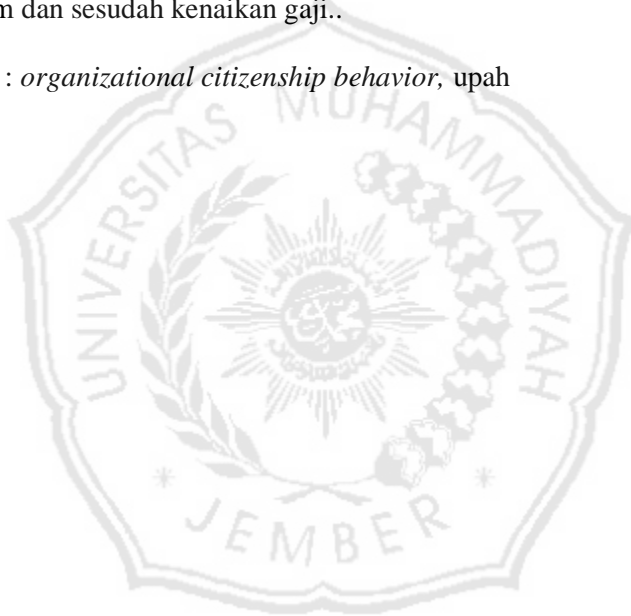 m dan sesudah kenaikan gaji..
: organizational citizenship behavior, upah
UNIVERSITAS MUHAMMADIYAH
JEMBER